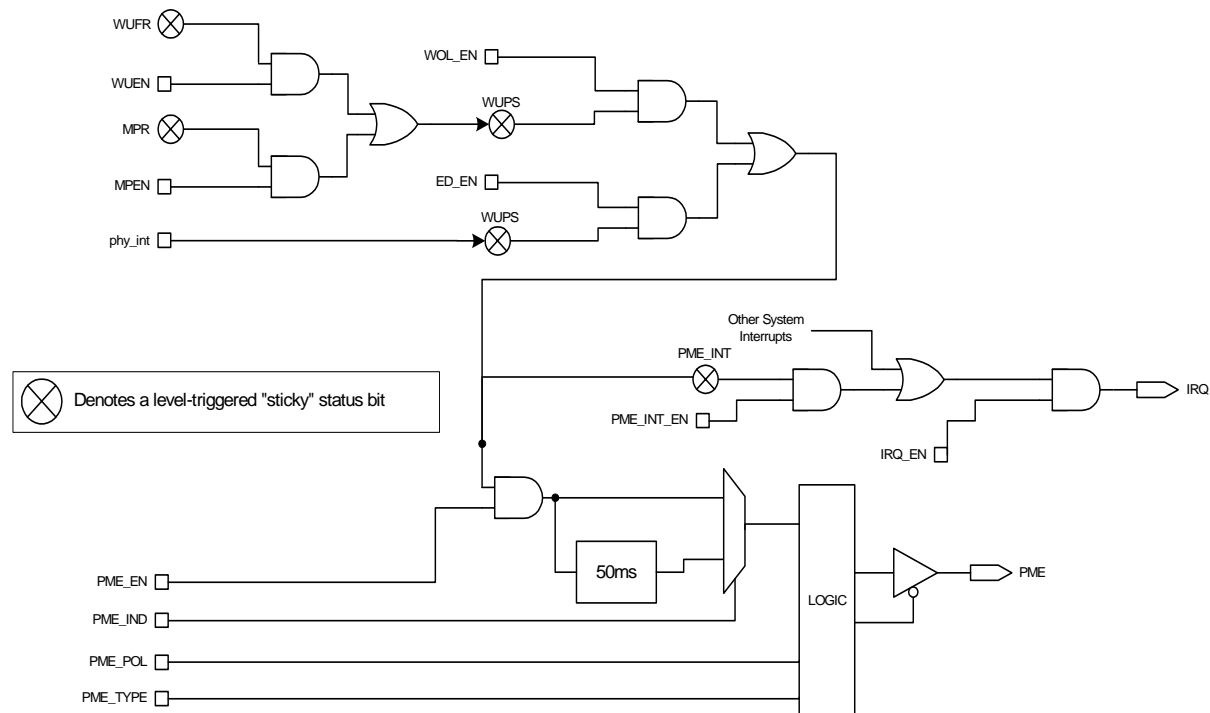 WUFR
WUEN
MPR
MPEN
phy_int
WOL_EN
WUPS
ED_EN
WUPS
Other System
Interrupts
PME_INT
PME_INT_EN
IRQ_EN
IRQ
Denotes a level-triggered "sticky" status bit
50ms
LOGIC
PME
PME_EN
PME_IND
PME_POL
PME_TYPE